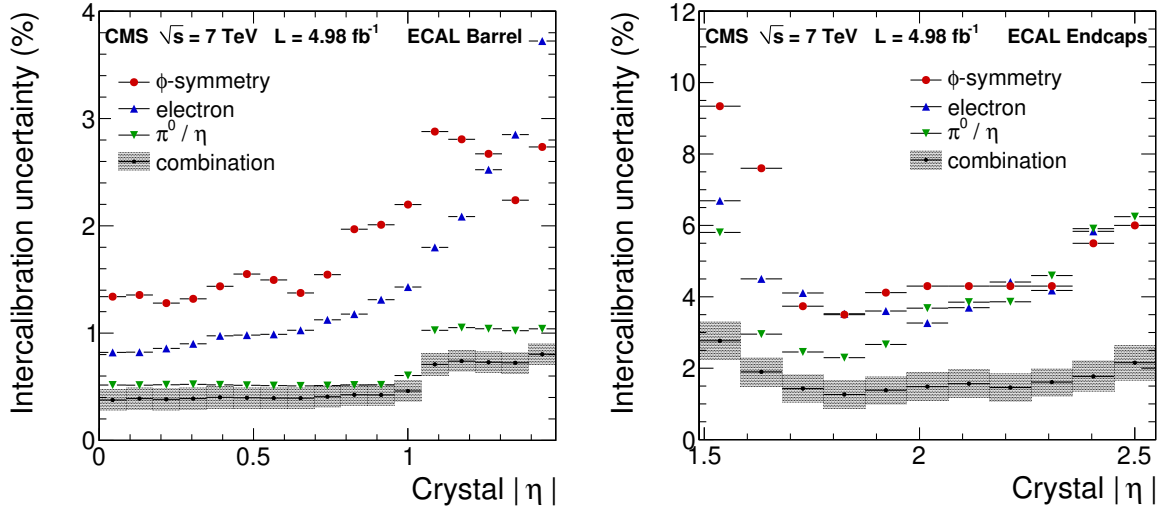 Intercalibration uncertainty (%)
4
3
2
1
0
CMS √s = 7 TeV L = 4.98 fb⁻¹ ECAL Barrel
ϕ-symmetry
electron
π⁰ / η
combination
0 0.5 1
Crystal | η |
Intercalibration uncertainty (%)
12
10
8
6
4
2
0
CMS √s = 7 TeV L = 4.98 fb⁻¹ ECAL Endcaps
ϕ-symmetry
electron
π⁰ / η
combination
1.5 2 2.5
Crystal | η |